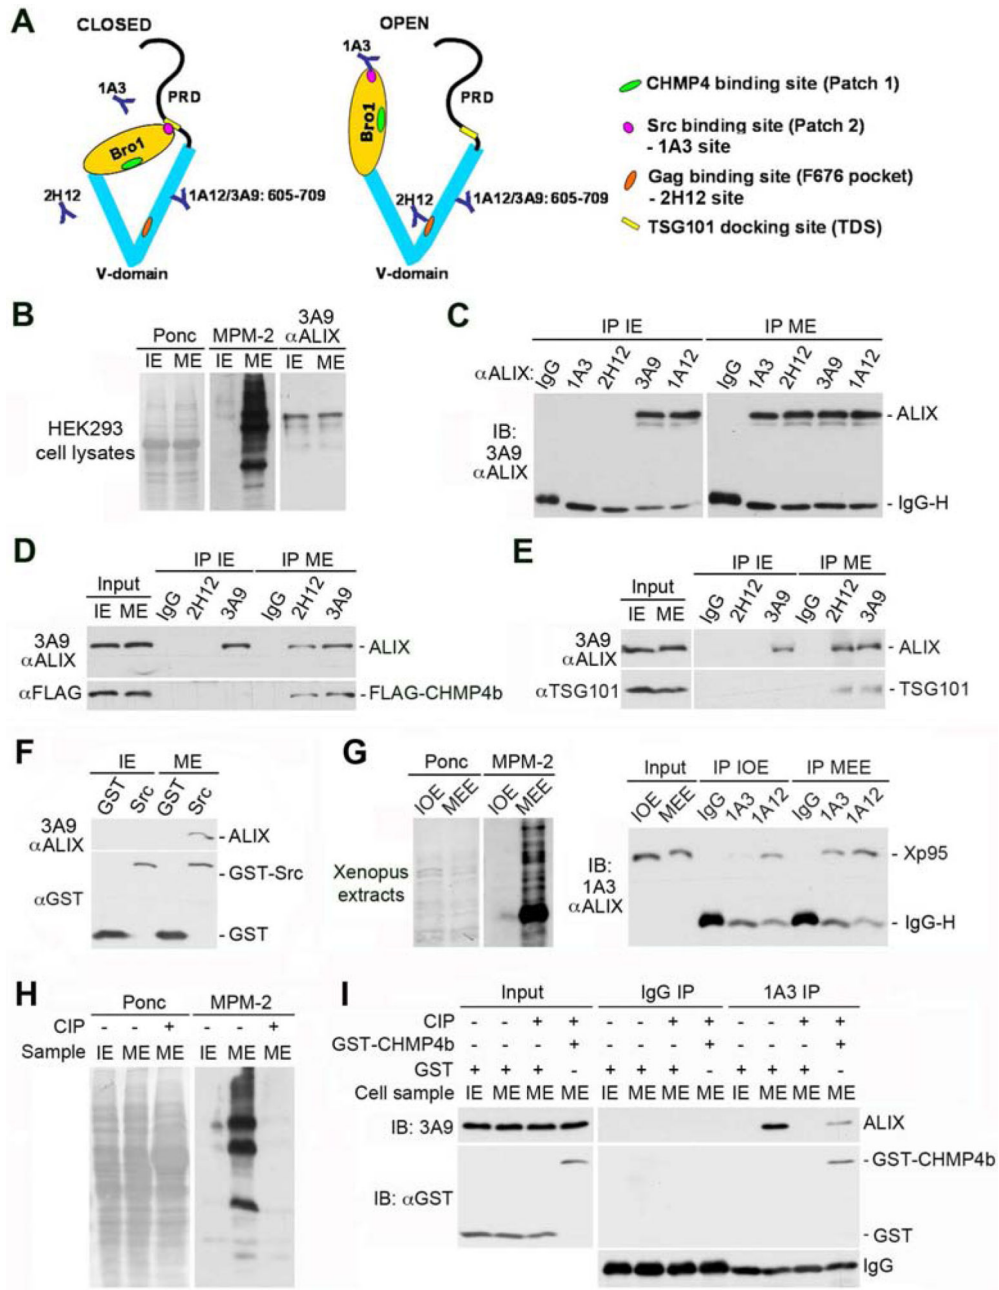 A
CLOSED
OPEN
1A3
1A3
PRD
PRD
Bro1
Bro1
2H12
2H12
1A12/3A9: 605-709
1A12/3A9: 605-709
V-domain
V-domain
CHMP4 binding site (Patch 1)
Src binding site (Patch 2)
- 1A3 site
Gag binding site (F676 pocket)
- 2H12 site
TSG101 docking site (TDS)
B
Ponc MPM-2 3A9 αALIX
IE ME IE ME IE ME
HEK293
cell lysates
C
IP IE IP ME
αALIX: IgG 1A3 2H12 3A9 1A12 IgG 1A3 2H12 3A9 1A12
IB:
3A9
αALIX
- ALIX
- IgG-H
D
Input IP IE IP ME
IE ME IgG 2H12 3A9 IgG 2H12 3A9
3A9
αALIX
- ALIX
αFLAG
- FLAG-CHMP4b
E
Input IP IE IP ME
IE ME IgG 2H12 3A9 IgG 2H12 3A9
3A9
αALIX
- ALIX
αTSG101
- TSG101
F
IE ME
GST Src GST Src
3A9
αALIX
- ALIX
αGST
- GST-Src
- GST
G
Ponc MPM-2
IOE MEE IOE MEE
Xenopus
extracts
Input IP IOE IP MEE
IOE MEE IgG 1A3 1A12 IgG 1A3 1A12
IB:
1A3
αALIX
- Xp95
- IgG-H
H
Ponc MPM-2
CIP - - + - - +
Sample IE ME ME IE ME ME
I
Input IgG IP 1A3 IP
CIP - - + + - - + + - - + +
GST-CHMP4b - - - + - - - + - - - +
GST + + + - + + + - + + + -
Cell sample IE ME ME ME IE ME ME ME IE ME ME ME
IB: 3A9
ALIX
IB: αGST
- GST-CHMP4b
- GST
IgG